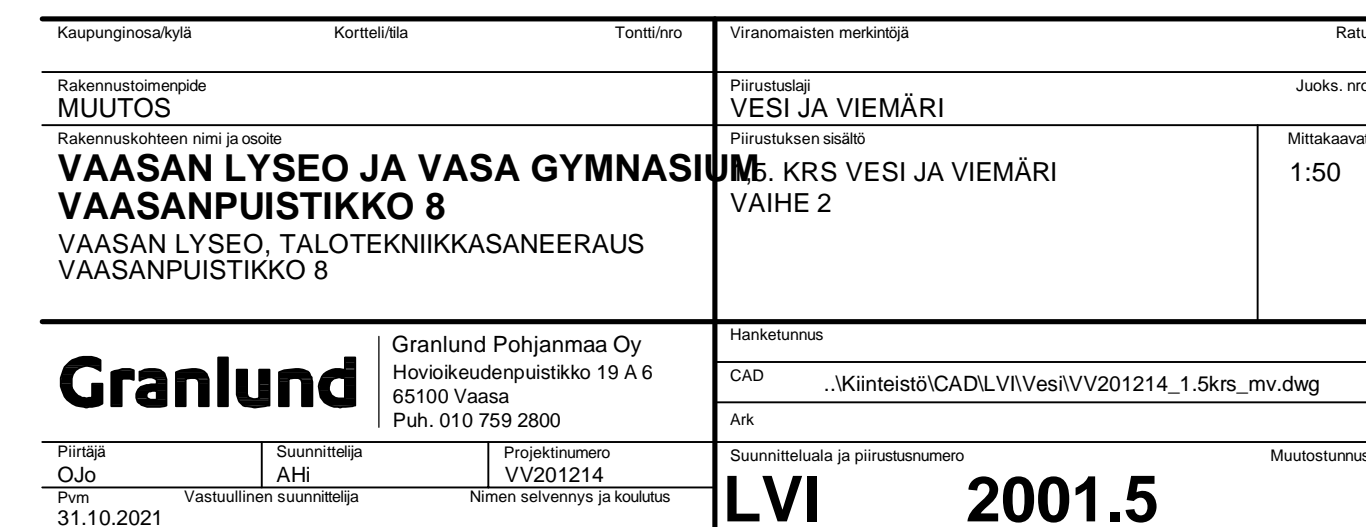 Kaupunginosa/kylä Kortteli/tila Tontti/nro
Viranomaisten merkintöjä
Rakennustoimenpide
MUUTOS
Piirustuslaji
Juoks. nro
VESI JA VIEMÄRI
Rakennuskohteen nimi ja osoite
VAASAN LYSEO JA VASA GYMNASIUM
VAASANPUISTIKKO 8
VAASAN LYSEO, TALOTEKNIIKKASANEERAUS
VAASANPUISTIKKO 8
Piirustuksen sisältö
Mittakaavat
1,5. KRS VESI JA VIEMÄRI
1:50
VAIHE 2
Granlund
Granlund Pohjanmaa Oy
Hovioikeudenpuistikko 19 A 6
65100 Vaasa
Puh. 010 759 2800
Hanketunnus
CAD ..\Kiinteistö\CAD\LVI\Vesi\VV201214_1.5krs_mv.dwg
Ark
Piirtäjä Suunnittelija Projektinumero
OJo AHi VV201214
Pvm Vastuullinen suunnittelija Nimen selvennys ja koulutus
31.10.2021
Suunnitteluala ja piirustusnumero
Muutostunnus
LVI 2001.5